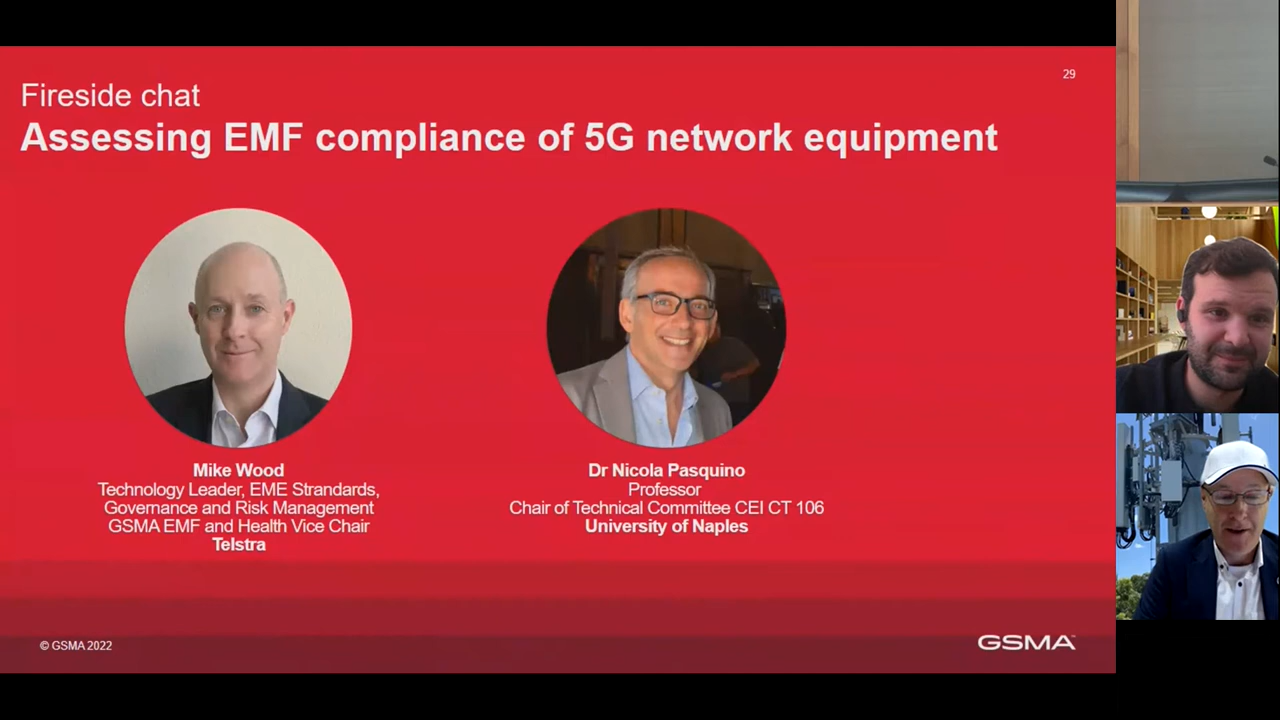 29
Fireside chat
Assessing EMF compliance of 5G network equipment
Mike Wood
Technology Leader, EME Strandards,
Governance and Risk Management
GSMA EMF and Health Vice Chair
Telstra
Dr Nicola Pasquino
Professor
Chair of Technical Committee CEI CT 106
University of Naples
© GSMA 2022
GSMA™